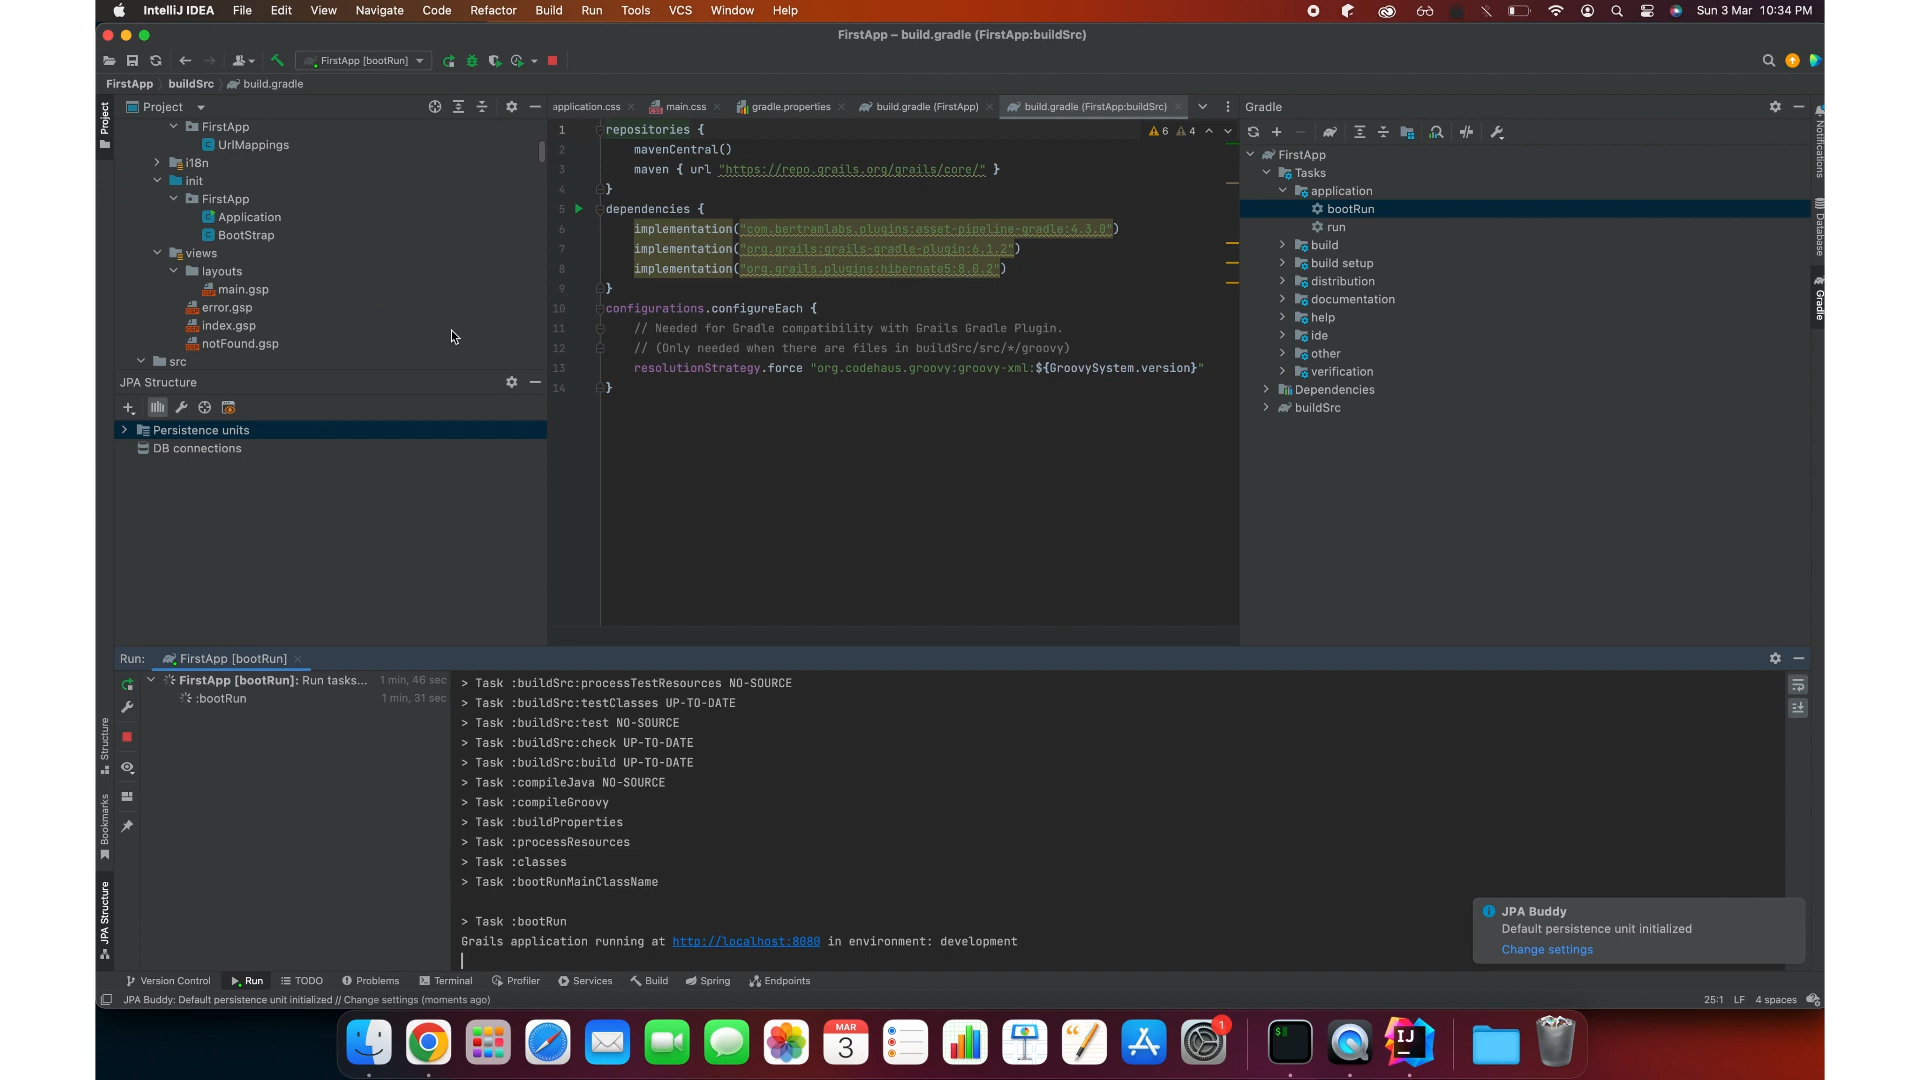 IntelliJ IDEA File Edit View Navigate Code Refactor Build Run Tools VCS Window Help Sun 3 Mar 10:34 PM
FirstApp – build.gradle (FirstApp:buildSrc)
FirstApp [bootRun]
FirstApp buildSrc build.gradle
Project
Project
application.css main.css gradle.properties build.gradle (FirstApp) build.gradle (FirstApp:buildSrc)
Gradle
FirstApp
UrlMappings
i18n
init
FirstApp
Application
BootStrap
views
layouts
main.gsp
error.gsp
index.gsp
notFound.gsp
src
JPA Structure
Persistence units
DB connections
6 4
1 repositories {
2 mavenCentral()
3 maven { url "https://repo.grails.org/grails/core/" }
4 }
5 dependencies {
6 implementation("com.bertramlabs.plugins:asset-pipeline-gradle:4.3.0")
7 implementation("org.grails:grails-gradle-plugin:6.1.2")
8 implementation("org.grails.plugins:hibernate5:8.0.2")
9 }
10 configurations.configureEach {
11 // Needed for Gradle compatibility with Grails Gradle Plugin.
12 // (Only needed when there are files in buildSrc/src/*/groovy)
13 resolutionStrategy.force "org.codehaus.groovy:groovy-xml:${GroovySystem.version}"
14 }
FirstApp
Tasks
application
bootRun
run
build
build setup
distribution
documentation
help
ide
other
verification
Dependencies
buildSrc
Notifications
Database
Gradle
Structure
Bookmarks
JPA Structure
Run: FirstApp [bootRun]
FirstApp [bootRun]: Run tasks... 1 min, 46 sec
:bootRun 1 min, 31 sec
> Task :buildSrc:processTestResources NO-SOURCE
> Task :buildSrc:testClasses UP-TO-DATE
> Task :buildSrc:test NO-SOURCE
> Task :buildSrc:check UP-TO-DATE
> Task :buildSrc:build UP-TO-DATE
> Task :compileJava NO-SOURCE
> Task :compileGroovy
> Task :buildProperties
> Task :processResources
> Task :classes
> Task :bootRunMainClassName
> Task :bootRun
Grails application running at http://localhost:8080 in environment: development
JPA Buddy
Default persistence unit initialized
Change settings
Version Control Run TODO Problems Terminal Profiler Services Build Spring Endpoints
JPA Buddy: Default persistence unit initialized // Change settings (moments ago) 25:1 LF 4 spaces
MAR
3
1
$
IJ